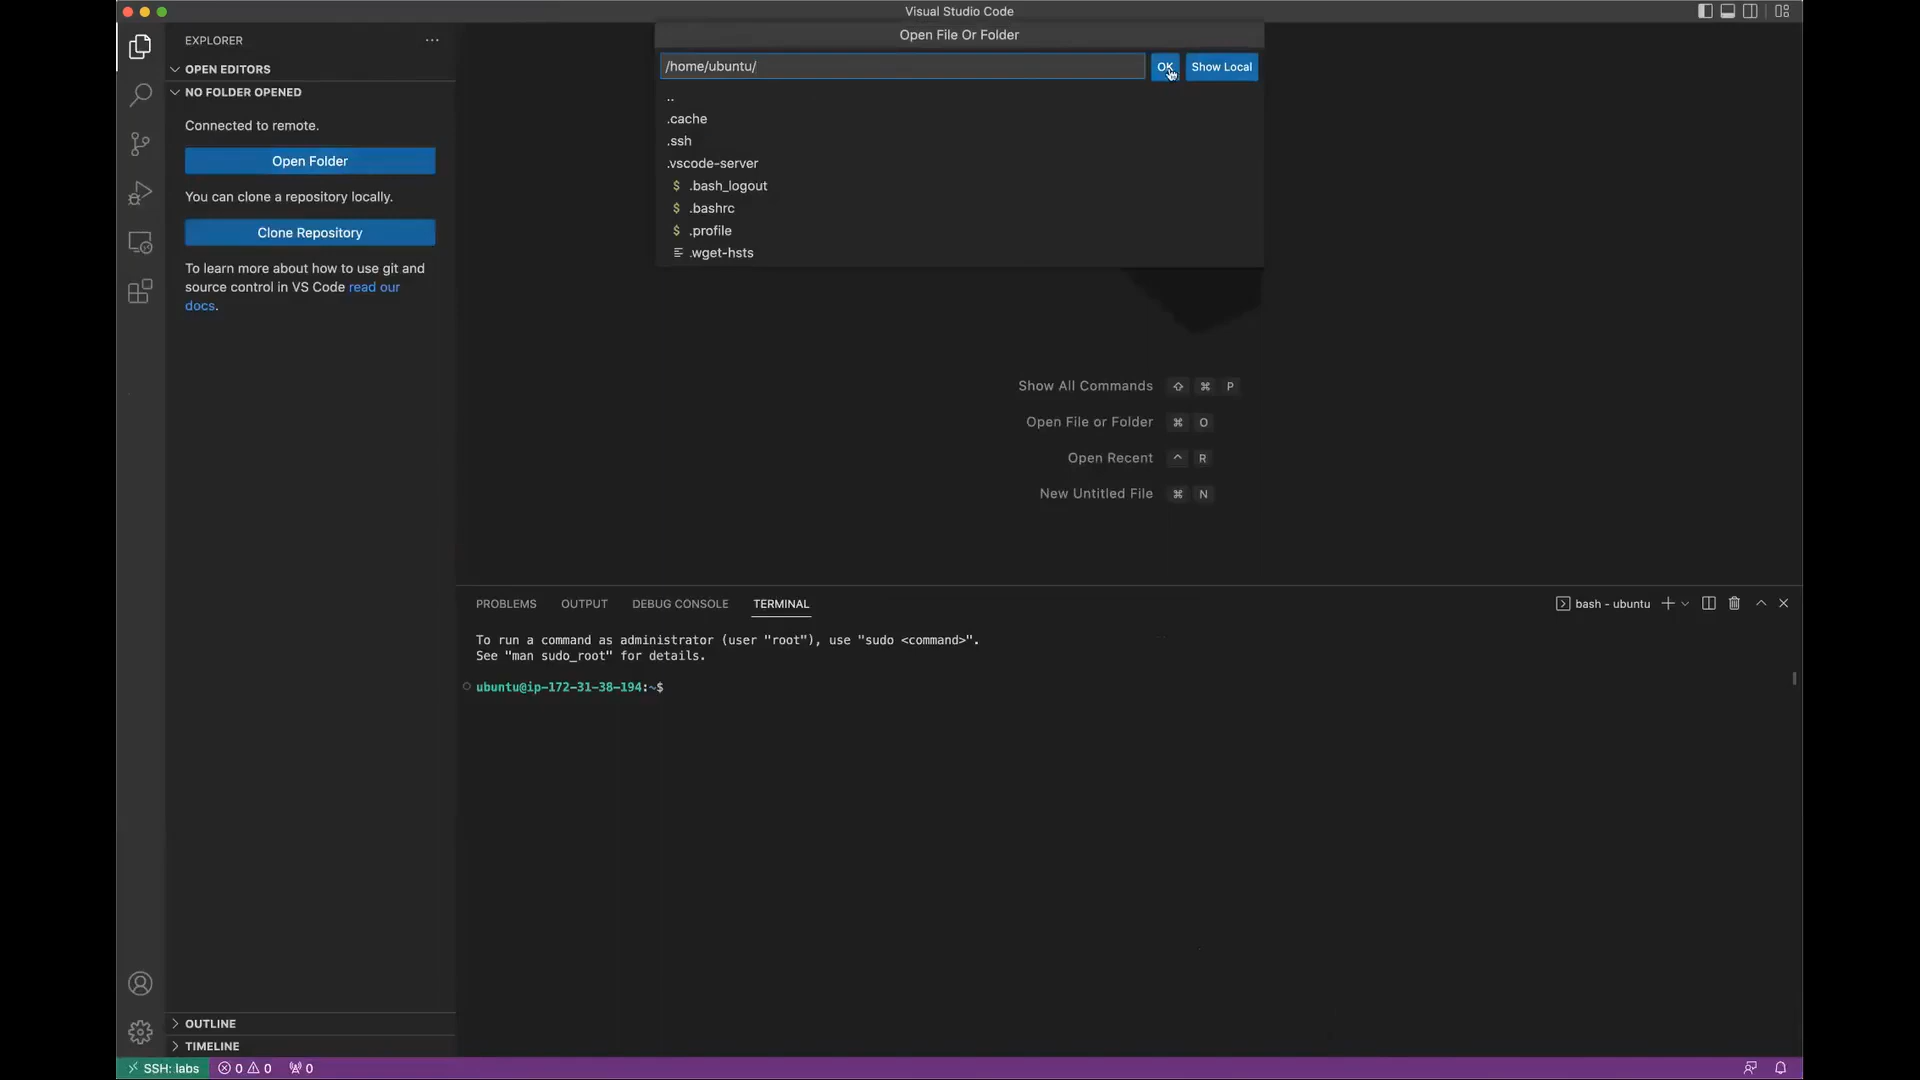 Visual Studio Code
EXPLORER
OPEN EDITORS
NO FOLDER OPENED
Connected to remote.
Open Folder
You can clone a repository locally.
Clone Repository
To learn more about how to use git and
source control in VS Code read our
docs.
Open File Or Folder
/home/ubuntu/
OK
Show Local
..
.cache
.ssh
.vscode-server
$ .bash_logout
$ .bashrc
$ .profile
.wget-hsts
Show All Commands ⇧ ⌘ P
Open File or Folder ⌘ O
Open Recent ^ R
New Untitled File ⌘ N
PROBLEMS OUTPUT DEBUG CONSOLE TERMINAL
bash - ubuntu
To run a command as administrator (user "root"), use "sudo <command>".
See "man sudo_root" for details.
ubuntu@ip-172-31-38-194:~$
OUTLINE
TIMELINE
SSH: labs 0 0 0